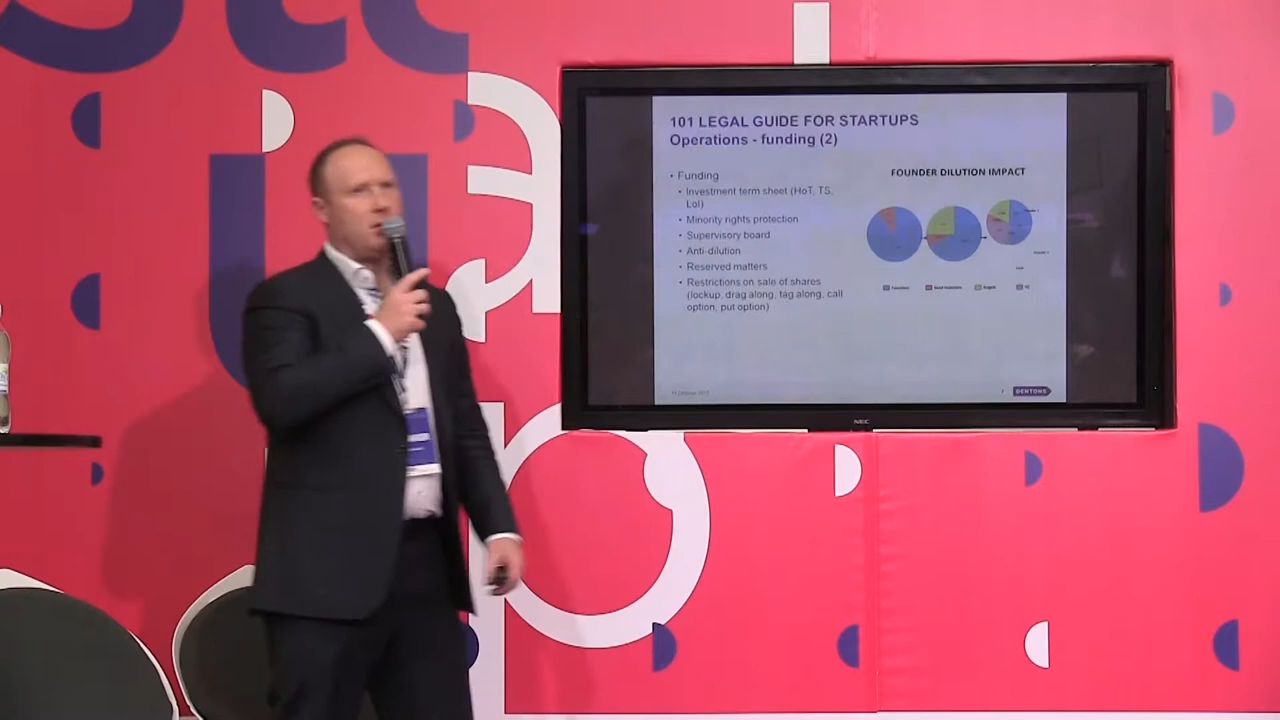 101 LEGAL GUIDE FOR STARTUPS
Operations - funding (2)
• Funding
• Investment term sheet (HoT, TS,
LoI)
• Minority rights protection
• Supervisory board
• Anti-dilution
• Reserved matters
• Restrictions on sale of shares
(lockup, drag along, tag along, call
option, put option)
FOUNDER DILUTION IMPACT
DENTONS
NEC